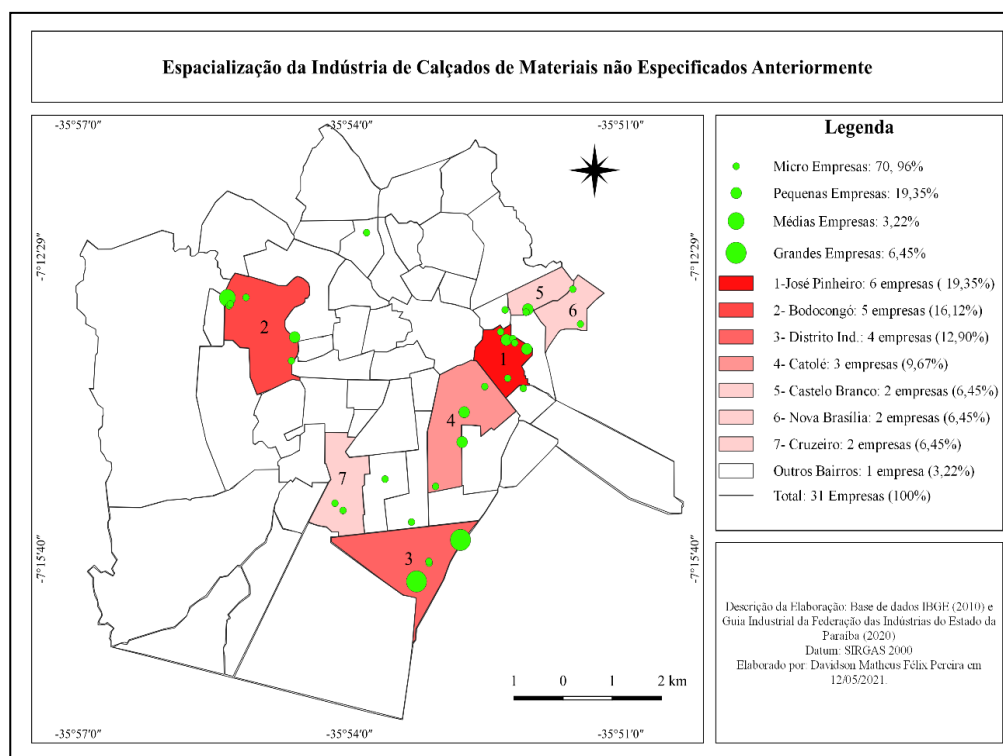 Espacialização da Indústria de Calçados de Materiais não Especificados Anteriormente
-35°57'0" -35°54'0" -35°51'0"
-7°12'29" -7°12'29"
5
6
2
1
4
7
3
-7°15'40" -7°15'40"
1 0 1 2 km
-35°57'0" -35°54'0" -35°51'0"
Legenda
Micro Empresas: 70, 96%
Pequenas Empresas: 19,35%
Médias Empresas: 3,22%
Grandes Empresas: 6,45%
1-José Pinheiro: 6 empresas ( 19,35%)
2- Bodocongó: 5 empresas (16,12%)
3- Distrito Ind.: 4 empresas (12,90%)
4- Catolé: 3 empresas (9,67%)
5- Castelo Branco: 2 empresas (6,45%)
6- Nova Brasília: 2 empresas (6,45%)
7- Cruzeiro: 2 empresas (6,45%)
Outros Bairros: 1 empresa (3,22%)
Total: 31 Empresas (100%)
Descrição da Elaboração: Base de dados IBGE (2010) e
Guia Industrial da Federação das Indústrias do Estado da
Paraíba (2020)
Datum: SIRGAS 2000
Elaborado por: Davidson Matheus Félix Pereira em
12/05/2021.